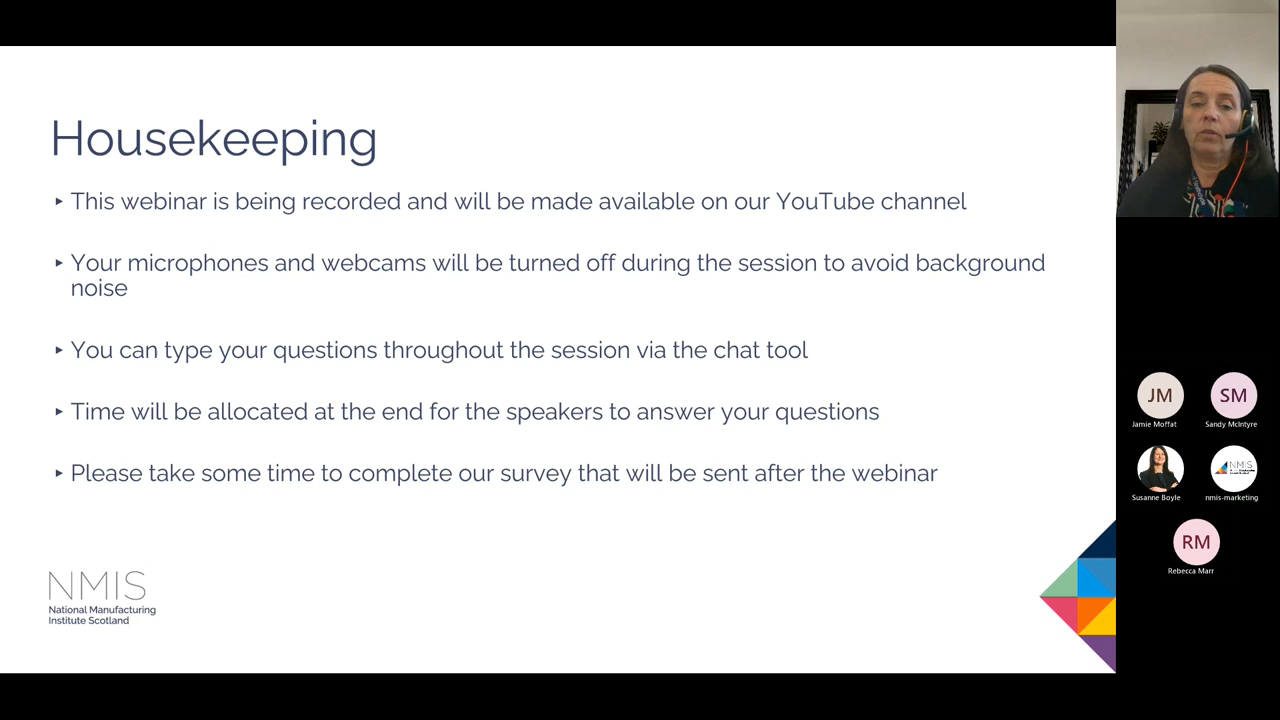 Housekeeping
‣ This webinar is being recorded and will be made available on our YouTube channel
‣ Your microphones and webcams will be turned off during the session to avoid background
noise
‣ You can type your questions throughout the session via the chat tool
‣ Time will be allocated at the end for the speakers to answer your questions
‣ Please take some time to complete our survey that will be sent after the webinar
NMIS
National Manufacturing
Institute Scotland
JM
SM
Jamie Moffat
Sandy McIntyre
NMIS
Susanne Boyle
nmis-marketing
RM
Rebecca Marr